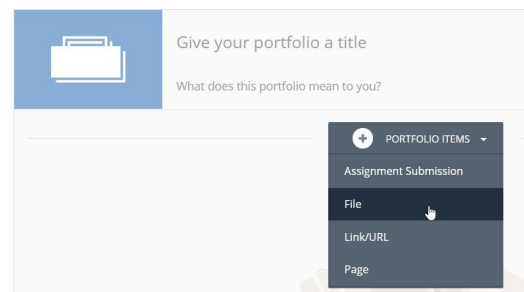 Give your portfolio a title
What does this portfolio mean to you?
PORTFOLIO ITEMS
Assignment Submission
File
Link/URL
Page